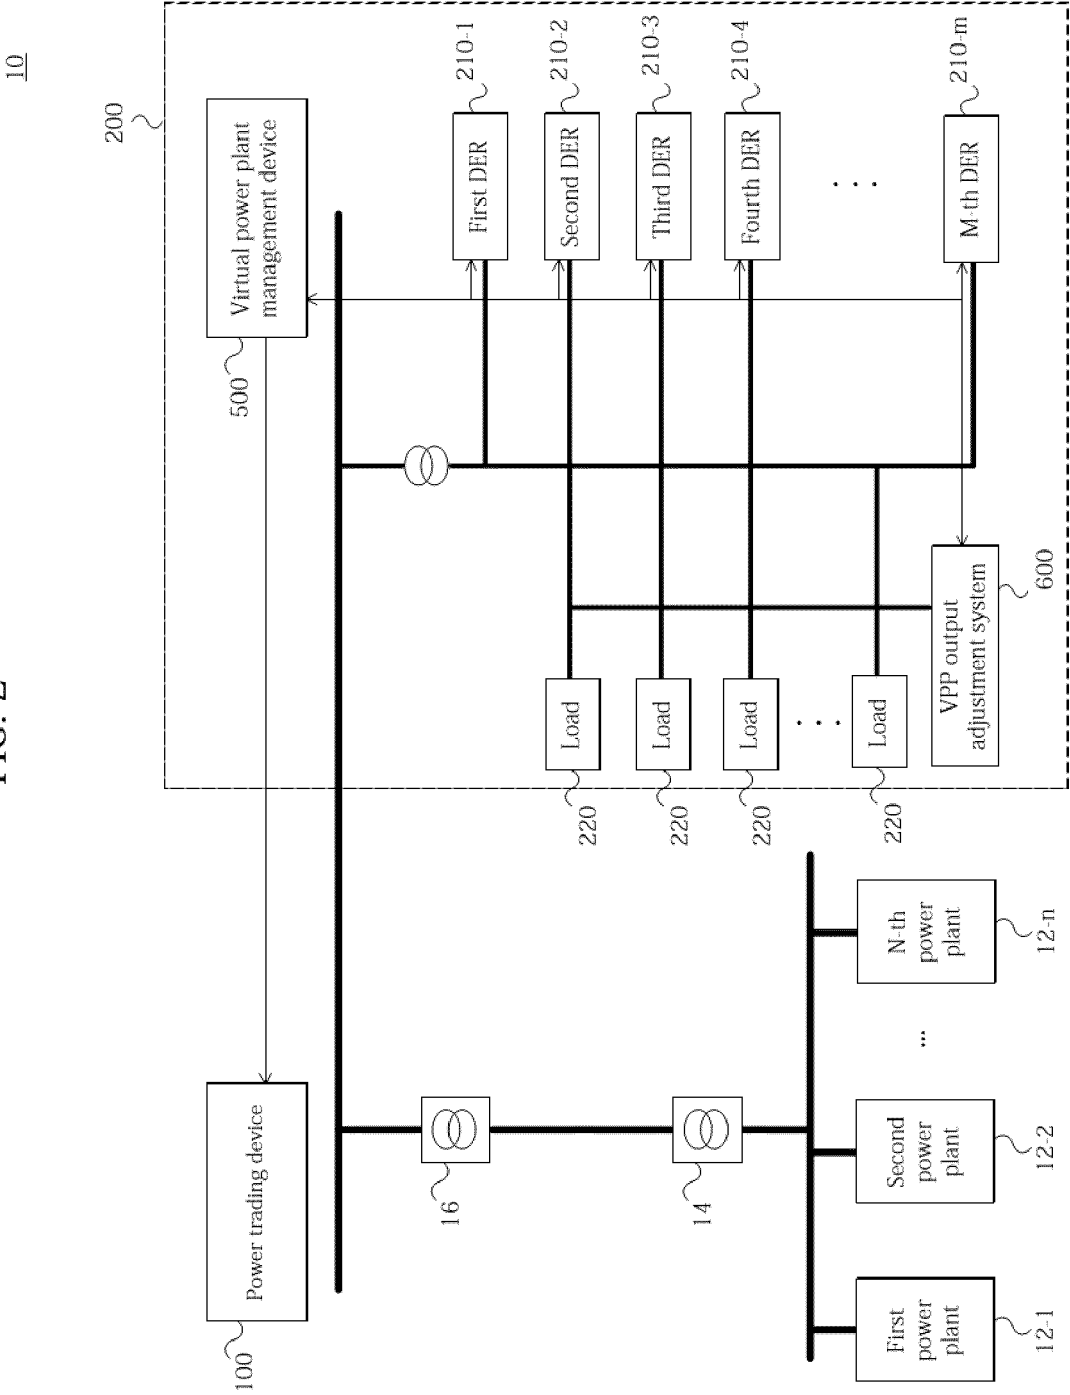 FIG. 2
10
100
Power trading device
Virtual power plant
management device
500
200
16
14
First
power
plant
12-1
Second
power
plant
12-2
...
N-th
power
plant
12-n
First DER
210-1
Second DER
210-2
Third DER
210-3
Fourth DER
210-4
...
M-th DER
210-m
Load
220
Load
220
Load
220
...
Load
220
VPP output
adjustment system
600